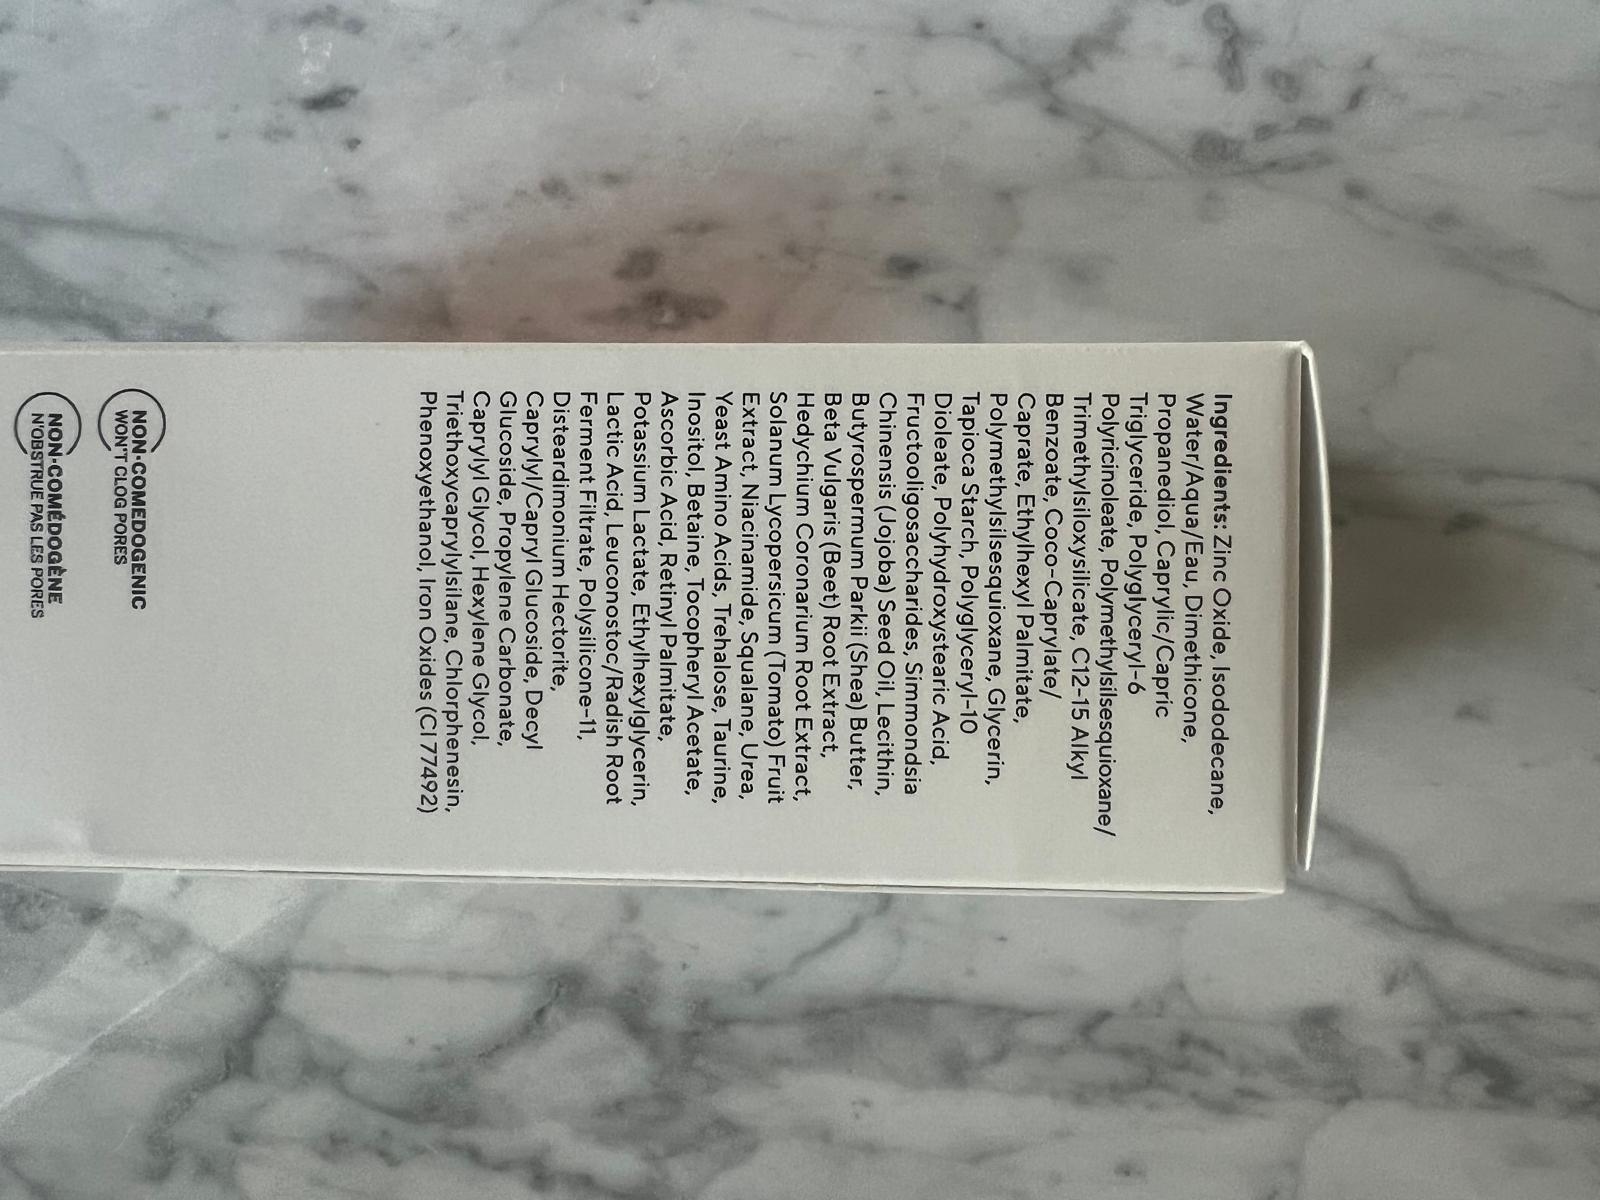 Ingredients: Zinc Oxide, Isododecane,
Water/Aqua/Eau, Dimethicone,
Propanediol, Caprylic/Capric
Triglyceride, Polyglyceryl-6
Polyricinoleate, Polymethylsilsesquioxane/
Trimethylsiloxysilicate, C12-15 Alkyl
Benzoate, Coco-Caprylate/
Caprate, Ethylhexyl Palmitate,
Polymethylsilsesquioxane, Glycerin,
Tapioca Starch, Polyglyceryl-10
Dioleate, Polyhydroxystearic Acid,
Fructooligosaccharides, Simmondsia
Chinensis (Jojoba) Seed Oil, Lecithin,
Butyrospermum Parkii (Shea) Butter,
Beta Vulgaris (Beet) Root Extract,
Hedychium Coronarium Root Extract,
Solanum Lycopersicum (Tomato) Fruit
Extract, Niacinamide, Squalane, Urea,
Yeast Amino Acids, Trehalose, Taurine,
Inositol, Betaine, Tocopheryl Acetate,
Ascorbic Acid, Retinyl Palmitate,
Potassium Lactate, Ethylhexylglycerin,
Lactic Acid, Leuconostoc/Radish Root
Ferment Filtrate, Polysilicone-11,
Disteardimonium Hectorite,
Caprylyl/Capryl Glucoside, Decyl
Glucoside, Propylene Carbonate,
Caprylyl Glycol, Hexylene Glycol,
Triethoxycaprylylsilane, Chlorphenesin,
Phenoxyethanol, Iron Oxides (CI 77492)
NON-COMEDOGENIC
WON'T CLOG PORES
NON-COMÉDOGÈNE
N'OBSTRUE PAS LES PORES